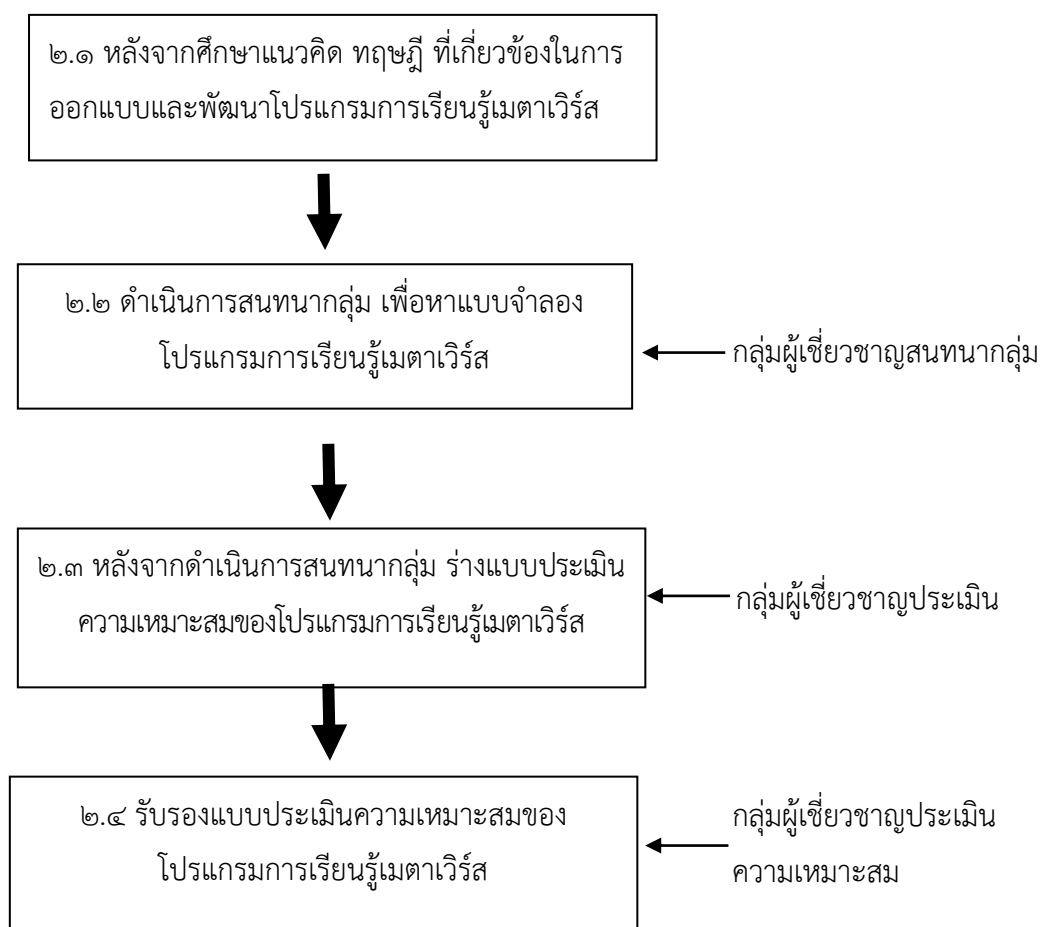 ๒.๑ หลังจากศึกษาแนวคิด ทฤษฎี ที่เกี่ยวข้องในการ
ออกแบบและพัฒนาโปรแกรมการเรียนรู้เมตาเวิร์ส
๒.๒ ดำเนินการสนทนากลุ่ม เพื่อหาแบบจำลอง
โปรแกรมการเรียนรู้เมตาเวิร์ส
กลุ่มผู้เชี่ยวชาญสนทนากลุ่ม
๒.๓ หลังจากดำเนินการสนทนากลุ่ม ร่างแบบประเมิน
ความเหมาะสมของโปรแกรมการเรียนรู้เมตาเวิร์ส
กลุ่มผู้เชี่ยวชาญประเมิน
๒.๔ รับรองแบบประเมินความเหมาะสมของ
โปรแกรมการเรียนรู้เมตาเวิร์ส
กลุ่มผู้เชี่ยวชาญประเมิน
ความเหมาะสม